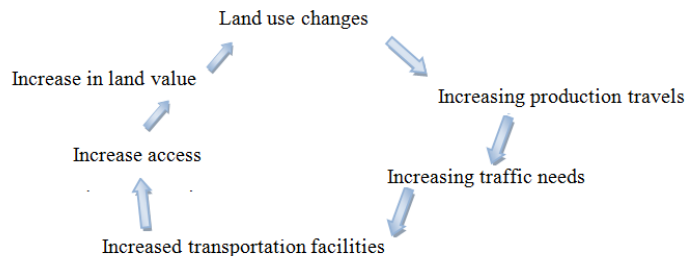 Land use changes
Increase in land value
Increasing production travels
Increase access
Increasing traffic needs
Increased transportation facilities